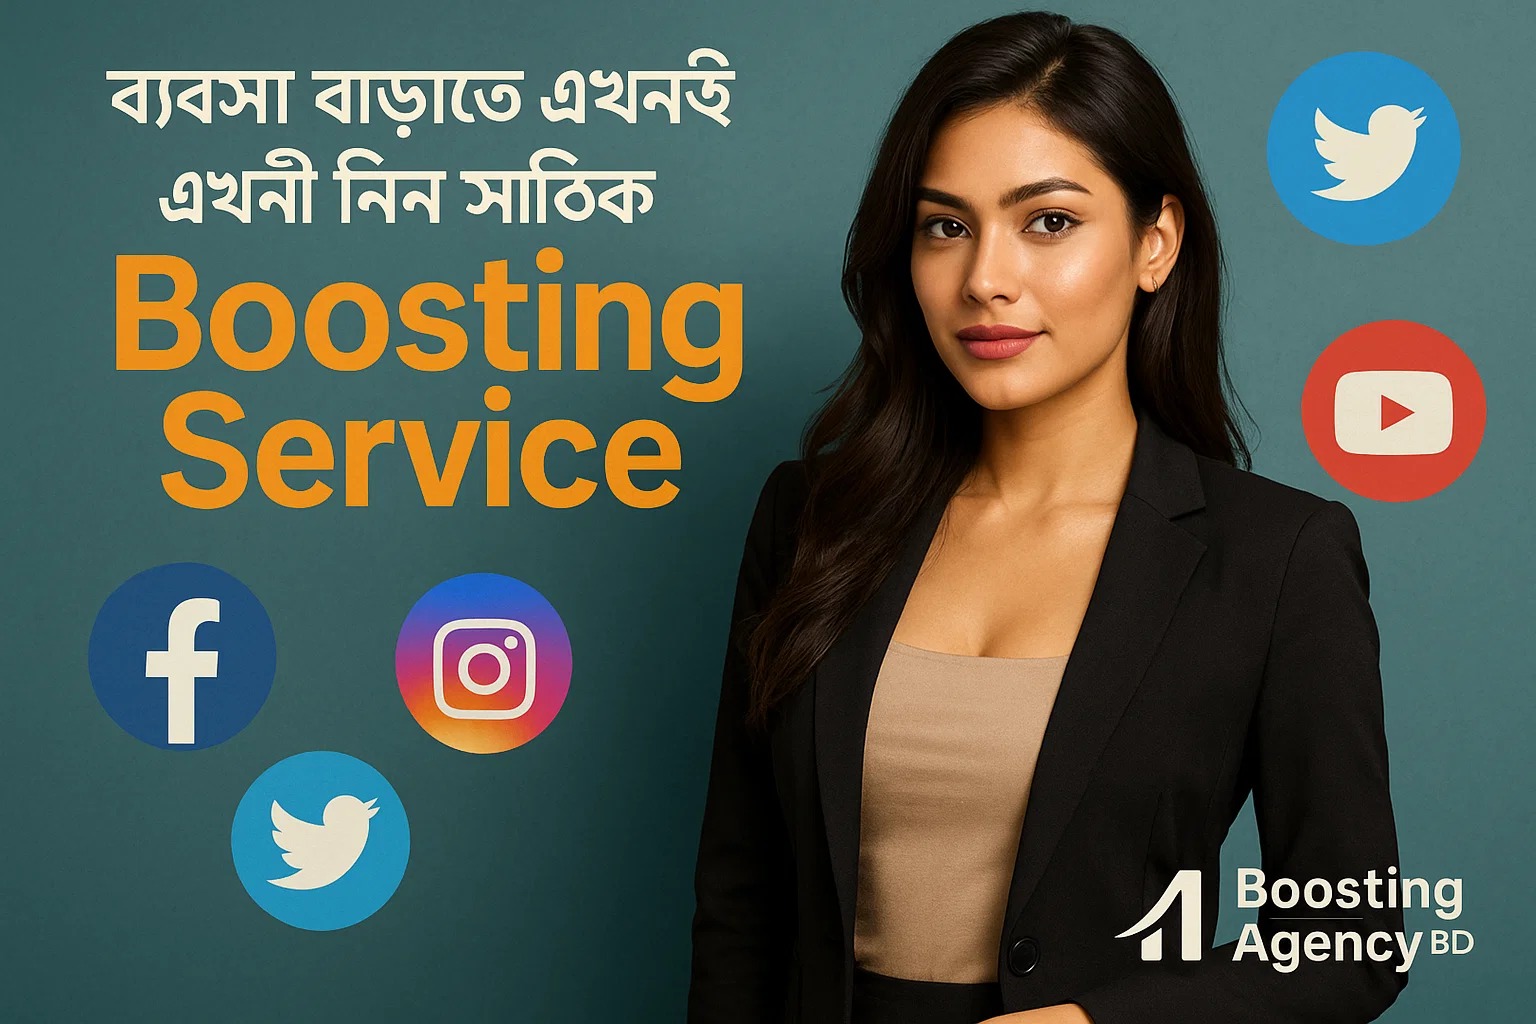 ব্যবসা বাড়াতে এখনই
এখনী নিন সাঠিক
Boosting
Service
Boosting
Agency BD